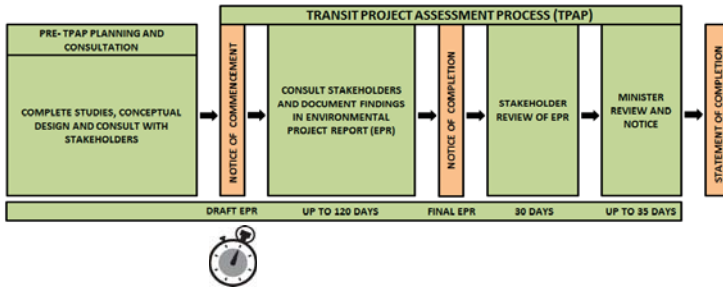 TRANSIT PROJECT ASSESSMENT PROCESS (TPAP)
PRE- TPAP PLANNING AND
CONSULTATION
COMPLETE STUDIES, CONCEPTUAL
DESIGN AND CONSULT WITH
STAKEHOLDERS
NOTICE OF COMMENCEMENT
CONSULT STAKEHOLDERS
AND DOCUMENT FINDINGS
IN ENVIRONMENTAL
PROJECT REPORT (EPR)
NOTICE OF COMPLETION
STAKEHOLDER
REVIEW OF EPR
MINISTER
REVIEW AND
NOTICE
STATEMENT OF COMPLETION
DRAFT EPR
UP TO 120 DAYS
FINAL EPR
30 DAYS
UP TO 35 DAYS